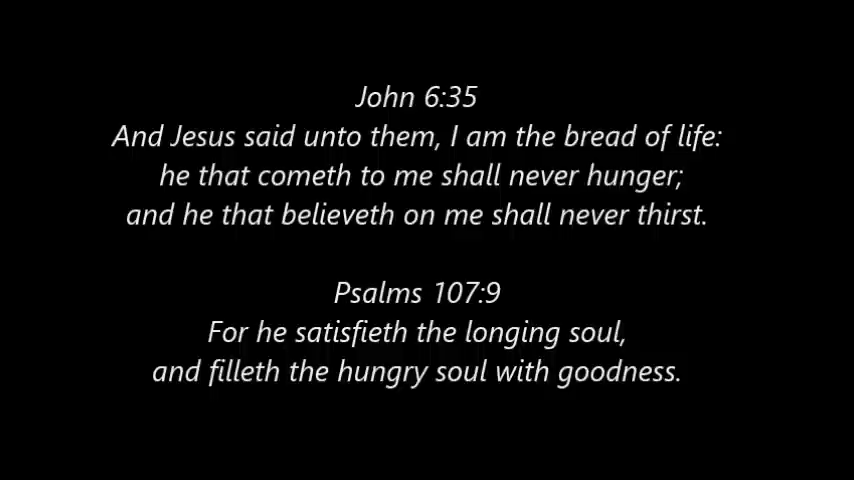 John 6:35
And Jesus said unto them, I am the bread of life:
he that cometh to me shall never hunger;
and he that believeth on me shall never thirst.
Psalms 107:9
For he satisfieth the longing soul,
and filleth the hungry soul with goodness.